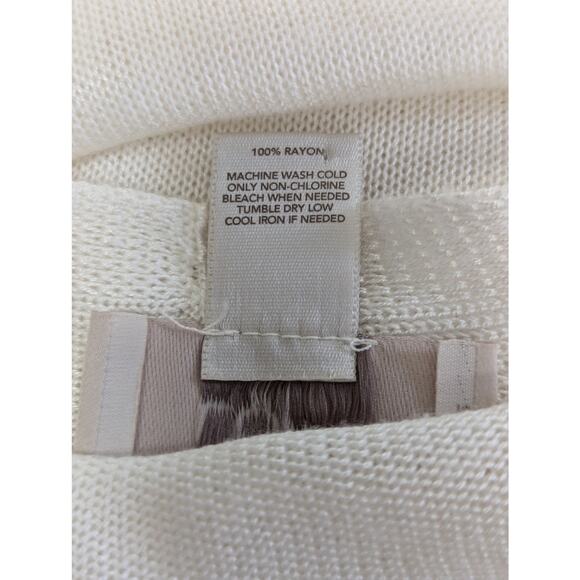 100% RAYON
MACHINE WASH COLD
ONLY NON-CHLORINE
BLEACH WHEN NEEDED
TUMBLE DRY LOW
COOL IRON IF NEEDED